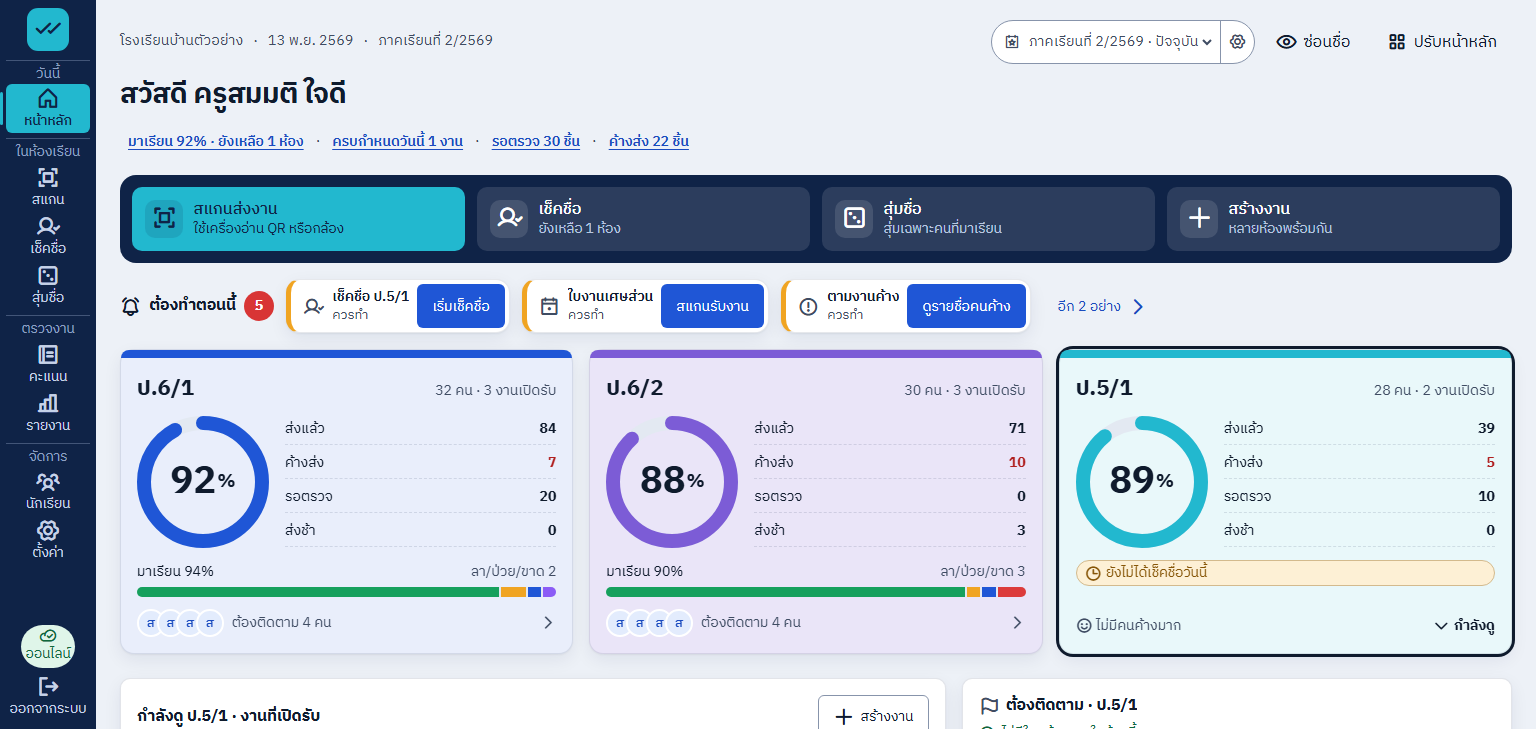 โรงเรียนบ้านตัวอย่าง · 13 พ.ย. 2569 · ภาคเรียนที่ 2/2569
ภาคเรียนที่ 2/2569 · ปัจจุบัน
ซ่อนชื่อ
ปรับหน้าหลัก
สวัสดี ครูสมมติ ใจดี
มาเรียน 92% · ยังเหลือ 1 ห้อง · ครบกำหนดวันนี้ 1 งาน · รอตรวจ 30 ชิ้น · ค้างส่ง 22 ชิ้น
วันนี้
หน้าหลัก
ในห้องเรียน
สแกน
เช็คชื่อ
สุ่มชื่อ
ตรวจงาน
คะแนน
รายงาน
จัดการ
นักเรียน
ตั้งค่า
ออนไลน์
ออกจากระบบ
สแกนส่งงาน
ใช้เครื่องอ่าน QR หรือกล้อง
เช็คชื่อ
ยังเหลือ 1 ห้อง
สุ่มชื่อ
สุ่มเฉพาะคนที่มาเรียน
สร้างงาน
หลายห้องพร้อมกัน
ต้องทำตอนนี้ 5
เช็คชื่อ ป.5/1
ควรทำ
เริ่มเช็คชื่อ
ใบงานเศษส่วน
ควรทำ
สแกนรับงาน
ตามงานค้าง
ควรทำ
ดูรายชื่อคนค้าง
อีก 2 อย่าง
ป.6/1
32 คน · 3 งานเปิดรับ
92%
ส่งแล้ว 84
ค้างส่ง 7
รอตรวจ 20
ส่งช้า 0
มาเรียน 94%
ลา/ป่วย/ขาด 2
ส ส ส ส ต้องติดตาม 4 คน
ป.6/2
30 คน · 3 งานเปิดรับ
88%
ส่งแล้ว 71
ค้างส่ง 10
รอตรวจ 0
ส่งช้า 3
มาเรียน 90%
ลา/ป่วย/ขาด 3
ส ส ส ส ต้องติดตาม 4 คน
ป.5/1
28 คน · 2 งานเปิดรับ
89%
ส่งแล้ว 39
ค้างส่ง 5
รอตรวจ 10
ส่งช้า 0
ยังไม่ได้เช็คชื่อวันนี้
ไม่มีคนค้างมาก
กำลังดู
กำลังดู ป.5/1 · งานที่เปิดรับ
สร้างงาน
ต้องติดตาม · ป.5/1